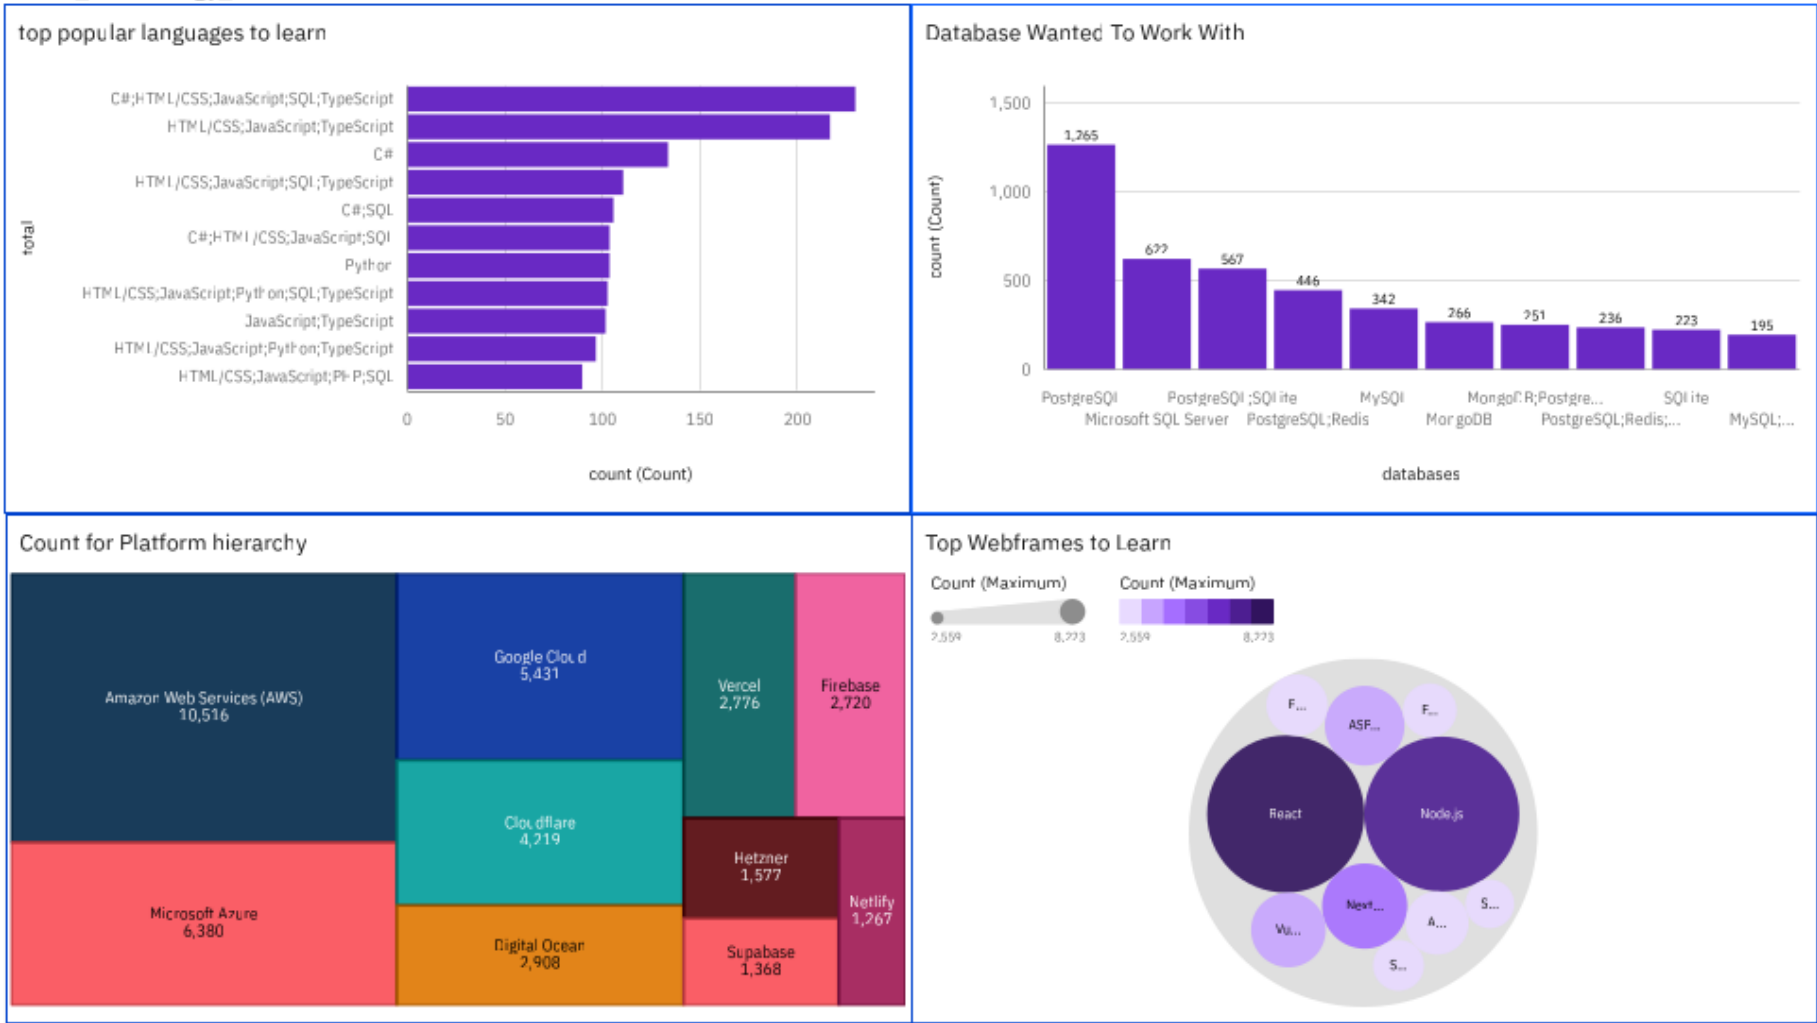 top popular languages to learn
total
C#;HTML/CSS;JavaScript;SQL;TypeScript
HTML/CSS;JavaScript;TypeScript
C#
HTML/CSS;JavaScript;SQL;TypeScript
C#;SQL
C#;HTML/CSS;JavaScript;SQL
Python
HTML/CSS;JavaScript;Python;SQL;TypeScript
JavaScript;TypeScript
HTML/CSS;JavaScript;Python;TypeScript
HTML/CSS;JavaScript;PHP;SQL
0 50 100 150 200
count (Count)
Database Wanted To Work With
count (Count)
1,500
1,000
500
0
1,265
622
567
446
342
266
251
236
223
195
PostgreSQL
Microsoft SQL Server
PostgreSQL;SQLite
PostgreSQL;Redis
MySQL
MongoDB
MongoDB;Postgre...
PostgreSQL;Redis;...
SQLite
MySQL;...
databases
Count for Platform hierarchy
Amazon Web Services (AWS)
10,516
Microsoft Azure
6,380
Google Cloud
5,431
Cloudflare
4,219
Digital Ocean
2,908
Vercel
2,776
Firebase
2,720
Hetzner
1,577
Supabase
1,368
Netlify
1,267
Top Webframes to Learn
Count (Maximum)
2,559 8,273
Count (Maximum)
2,559 8,273
F...
ASP...
F...
React
Node.js
Next...
Vu...
A...
S...
S...